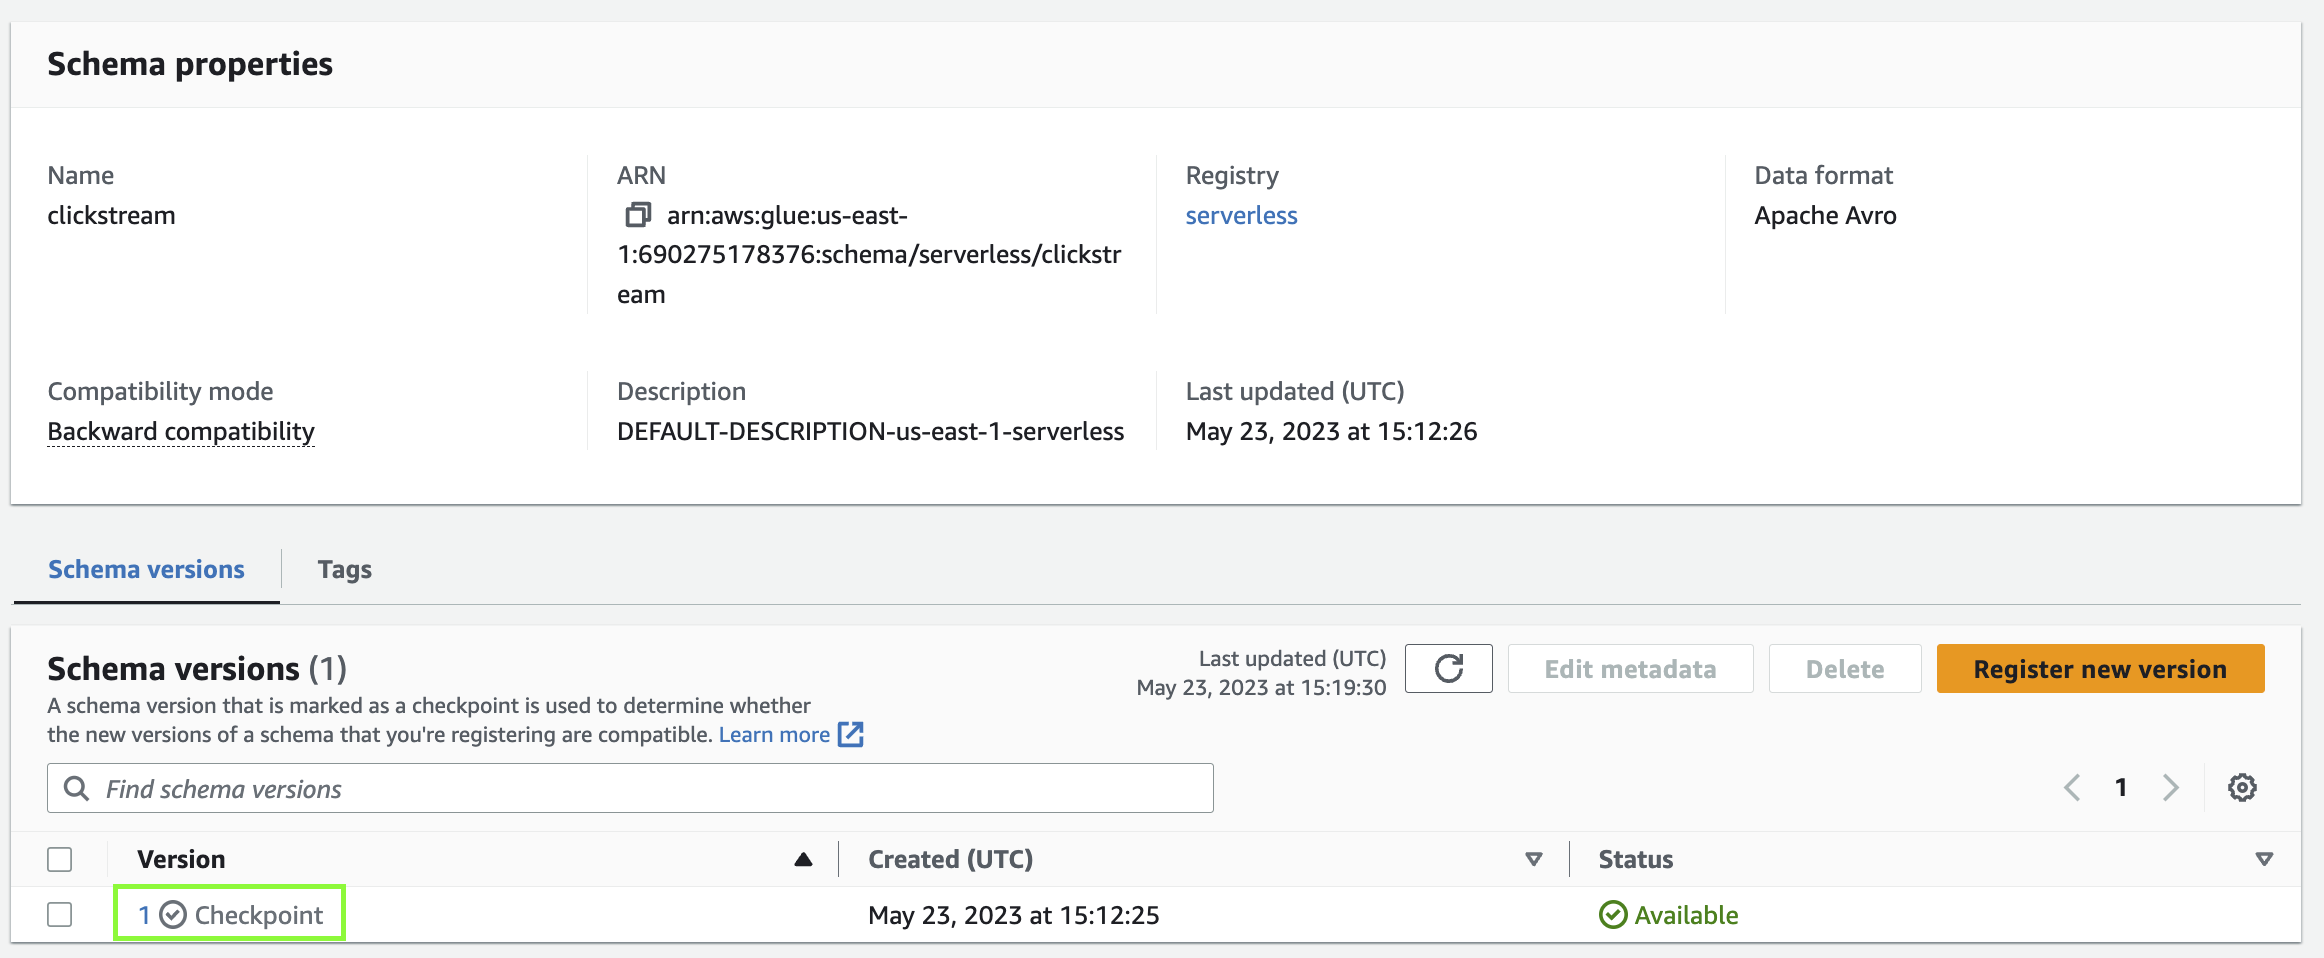 Schema properties
Name
clickstream
ARN
arn:aws:glue:us-east-
1:690275178376:schema/serverless/clickstr
eam
Registry
serverless
Data format
Apache Avro
Compatibility mode
Backward compatibility
Description
DEFAULT-DESCRIPTION-us-east-1-serverless
Last updated (UTC)
May 23, 2023 at 15:12:26
Schema versions
Tags
Schema versions (1)
A schema version that is marked as a checkpoint is used to determine whether
the new versions of a schema that you're registering are compatible. Learn more
Last updated (UTC)
May 23, 2023 at 15:19:30
Edit metadata
Delete
Register new version
Find schema versions
1
Version
Created (UTC)
Status
1 Checkpoint
May 23, 2023 at 15:12:25
Available